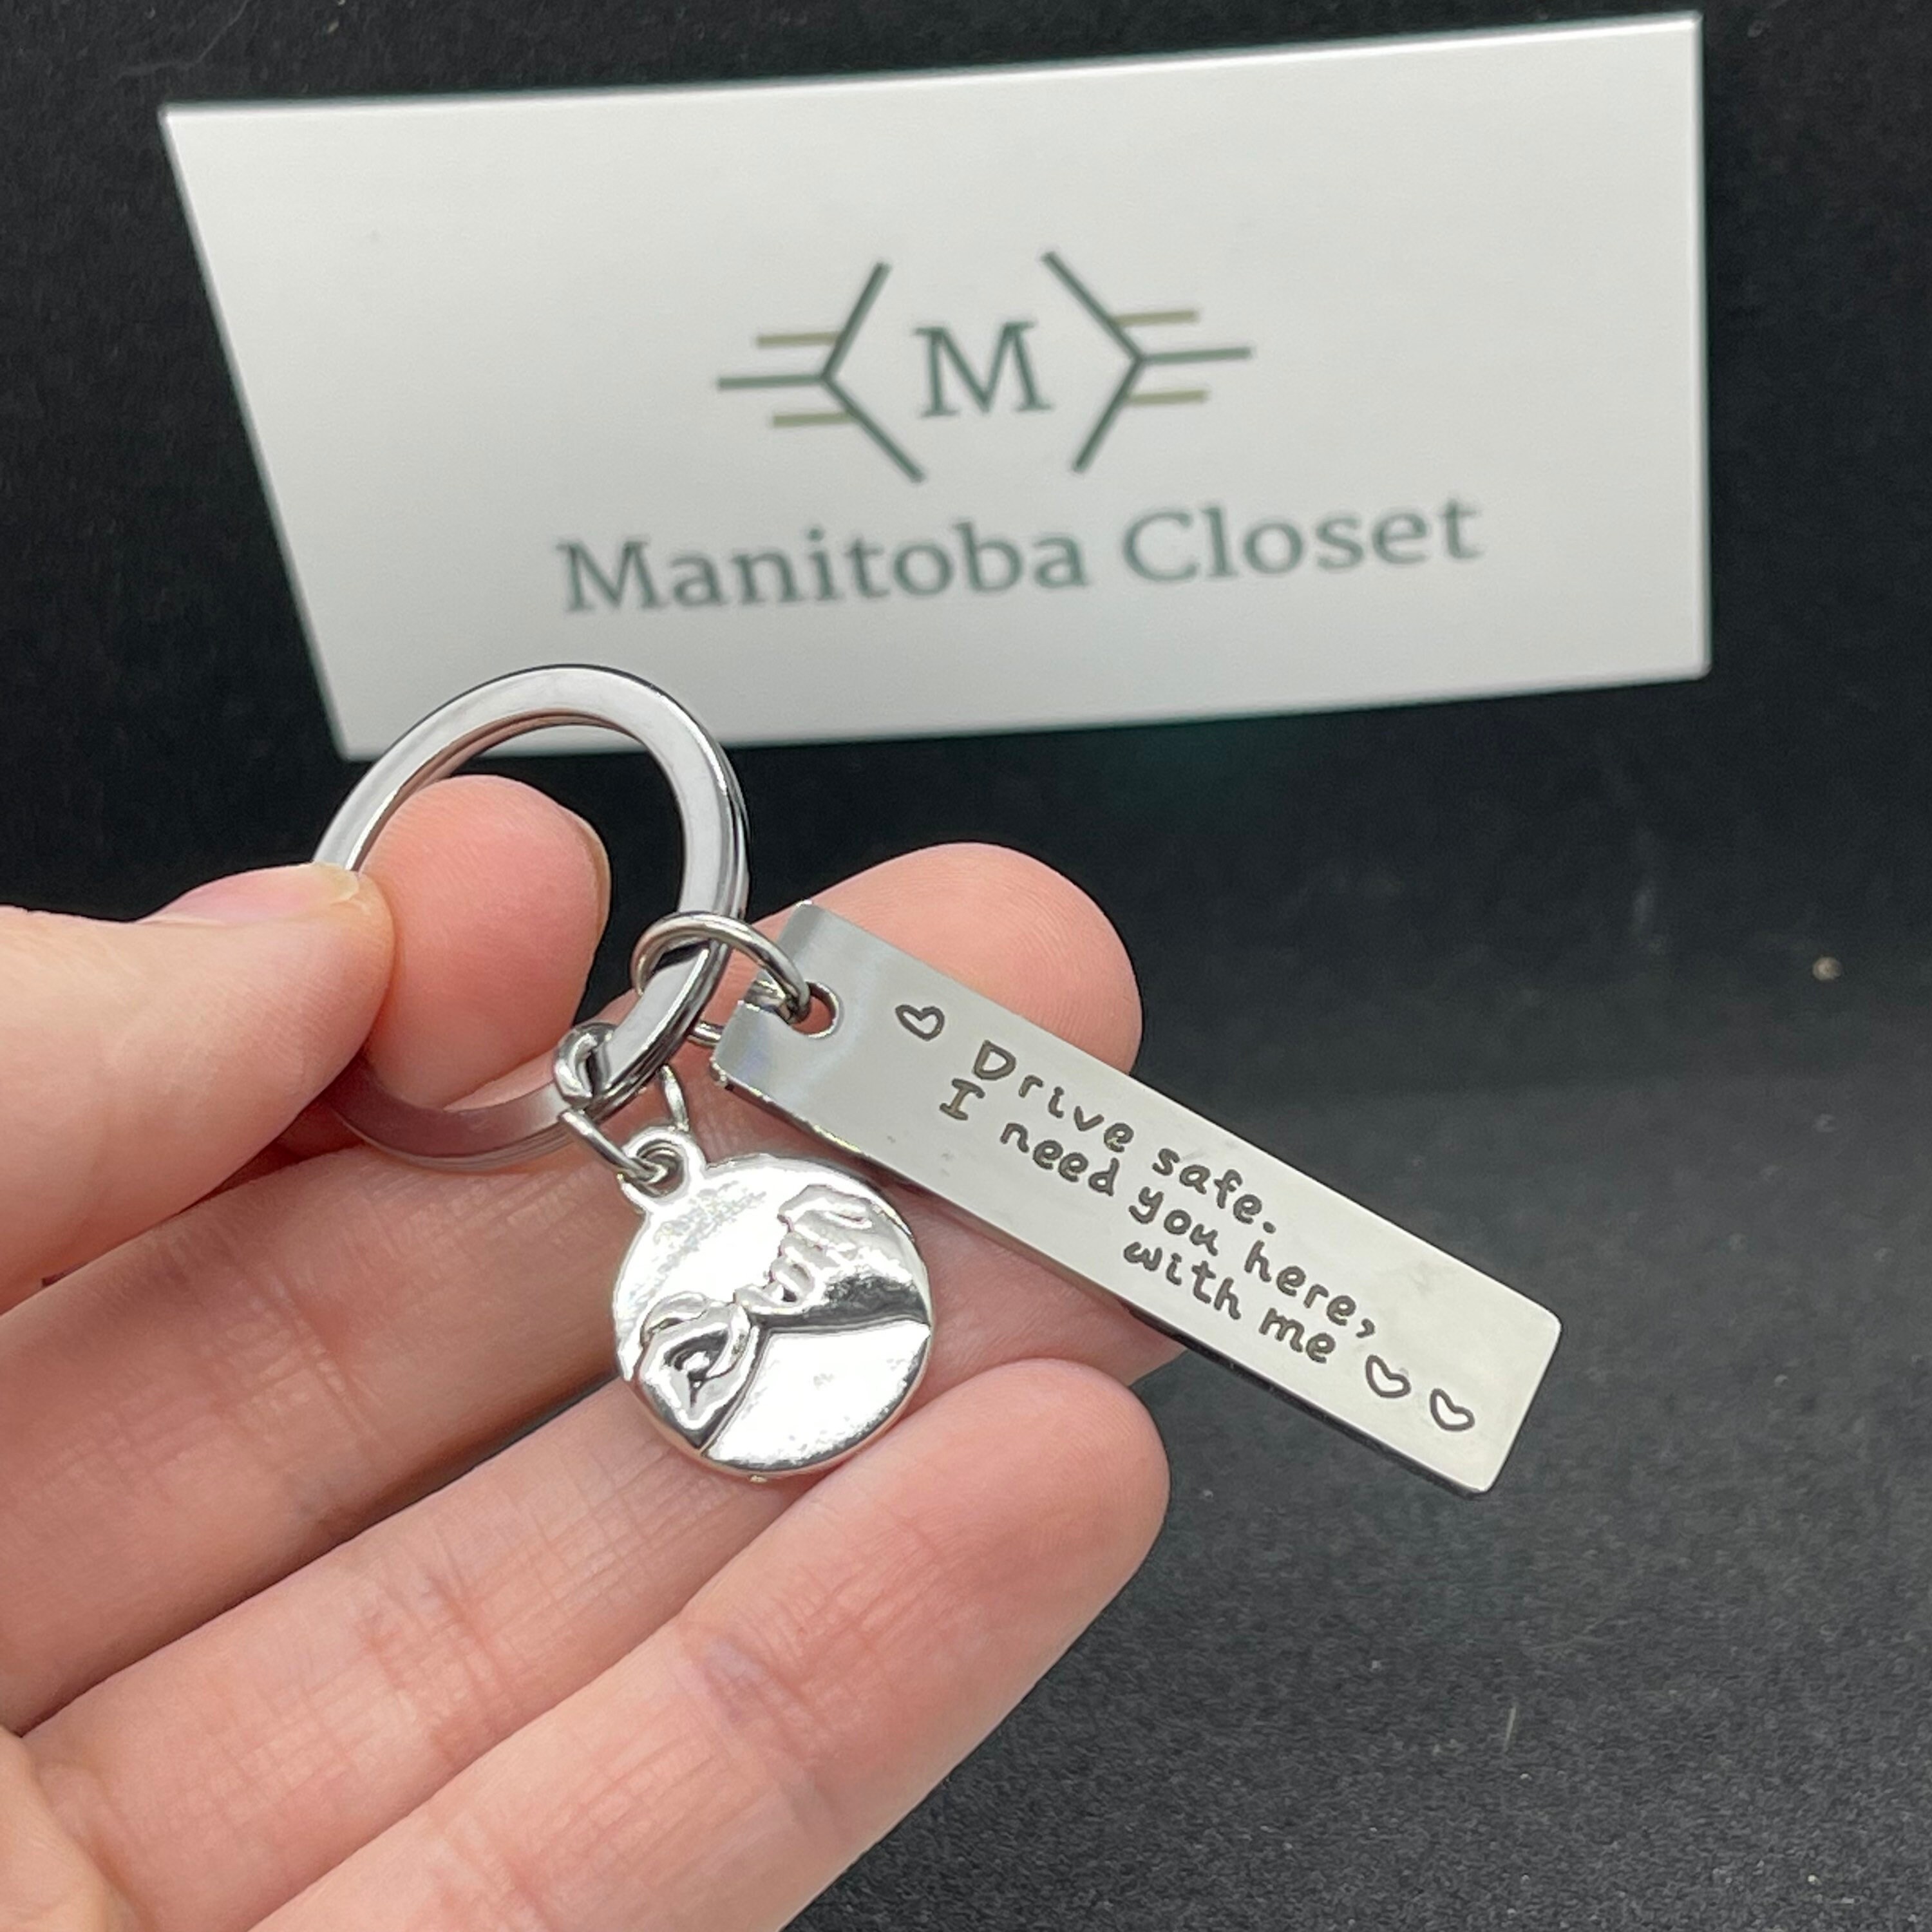 M
Manitoba Closet
♡ Drive safe.
I need you here,
with me ♡ ♡